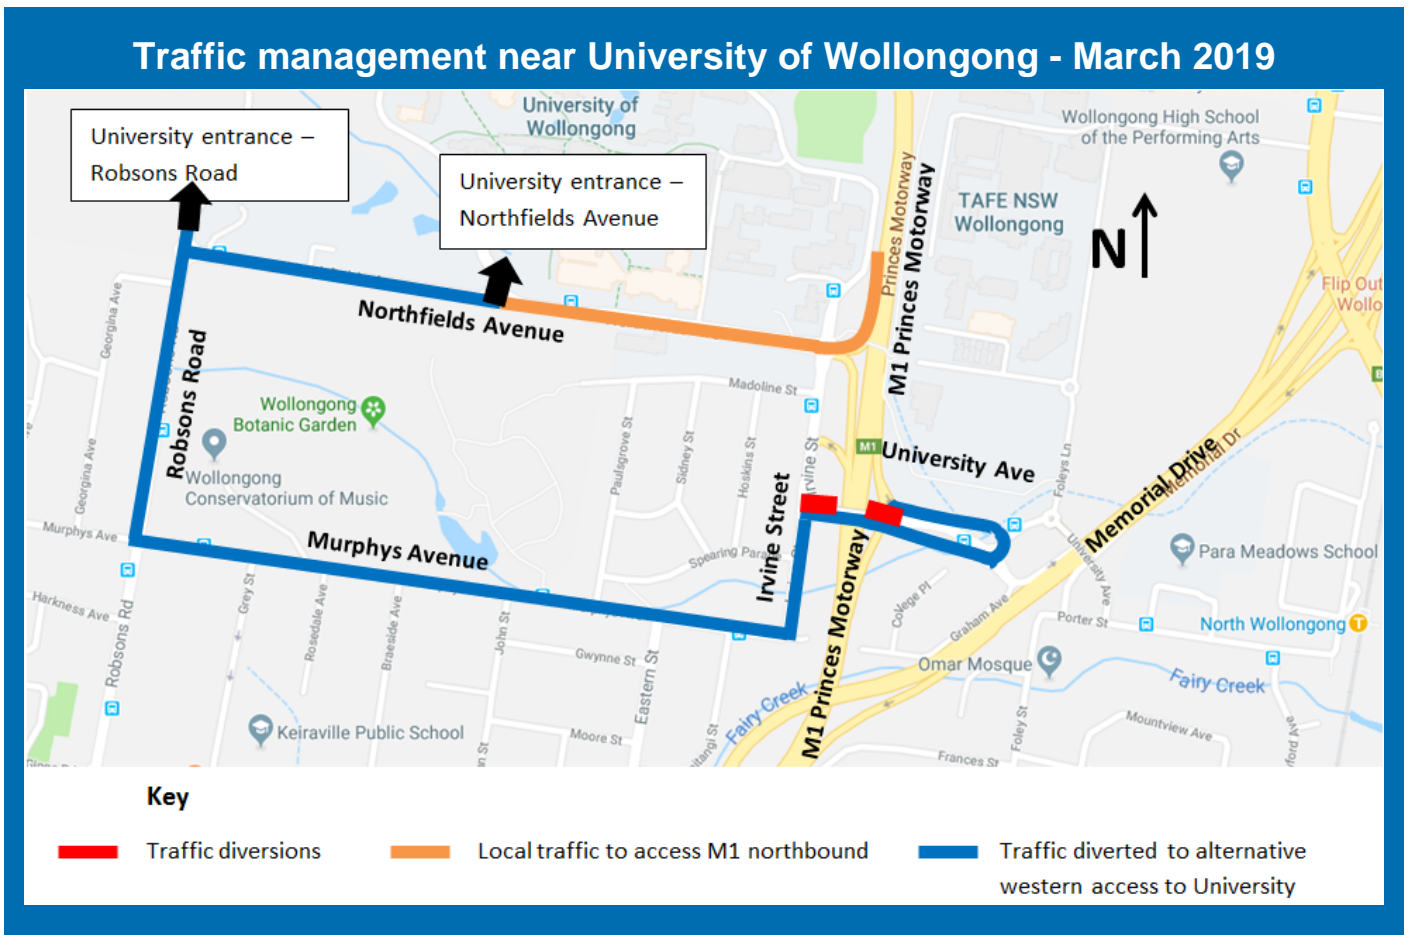 Traffic management near University of Wollongong - March 2019
University entrance –
Robsons Road
University of
Wollongong
University entrance –
Northfields Avenue
Wollongong High School
of the Performing Arts
Princes Motorway
M1 Princes Motorway
TAFE NSW
Wollongong
N
Flip Out
Wollo
Northfields Avenue
Georgina Ave
Robsons Road
Madoline St
Wollongong
Botanic Garden
Paulsgrove St
Sidney St
Hoskins St
Irvine St
M1
University Ave
Foleys Ln
Memorial Drive
Memorial Dr
Georgina Ave
Wollongong
Conservatorium of Music
Irvine Street
Murphys Ave
Murphys Avenue
Spearing Parade
M1 Princes Motorway
University Ave
Para Meadows School
Harkness Ave
Robsons Rd
Grey St
Rosedale Ave
Braeside Ave
John St
College Pl
Graham Ave
Porter St
North Wollongong
T
Gwynne St
Eastern St
Omar Mosque
Fairy Creek
Fairy Creek
Keiraville Public School
Moore St
Foley St
Mountview Ave
Frances St
Key
Traffic diversions
Local traffic to access M1 northbound
Traffic diverted to alternative
western access to University